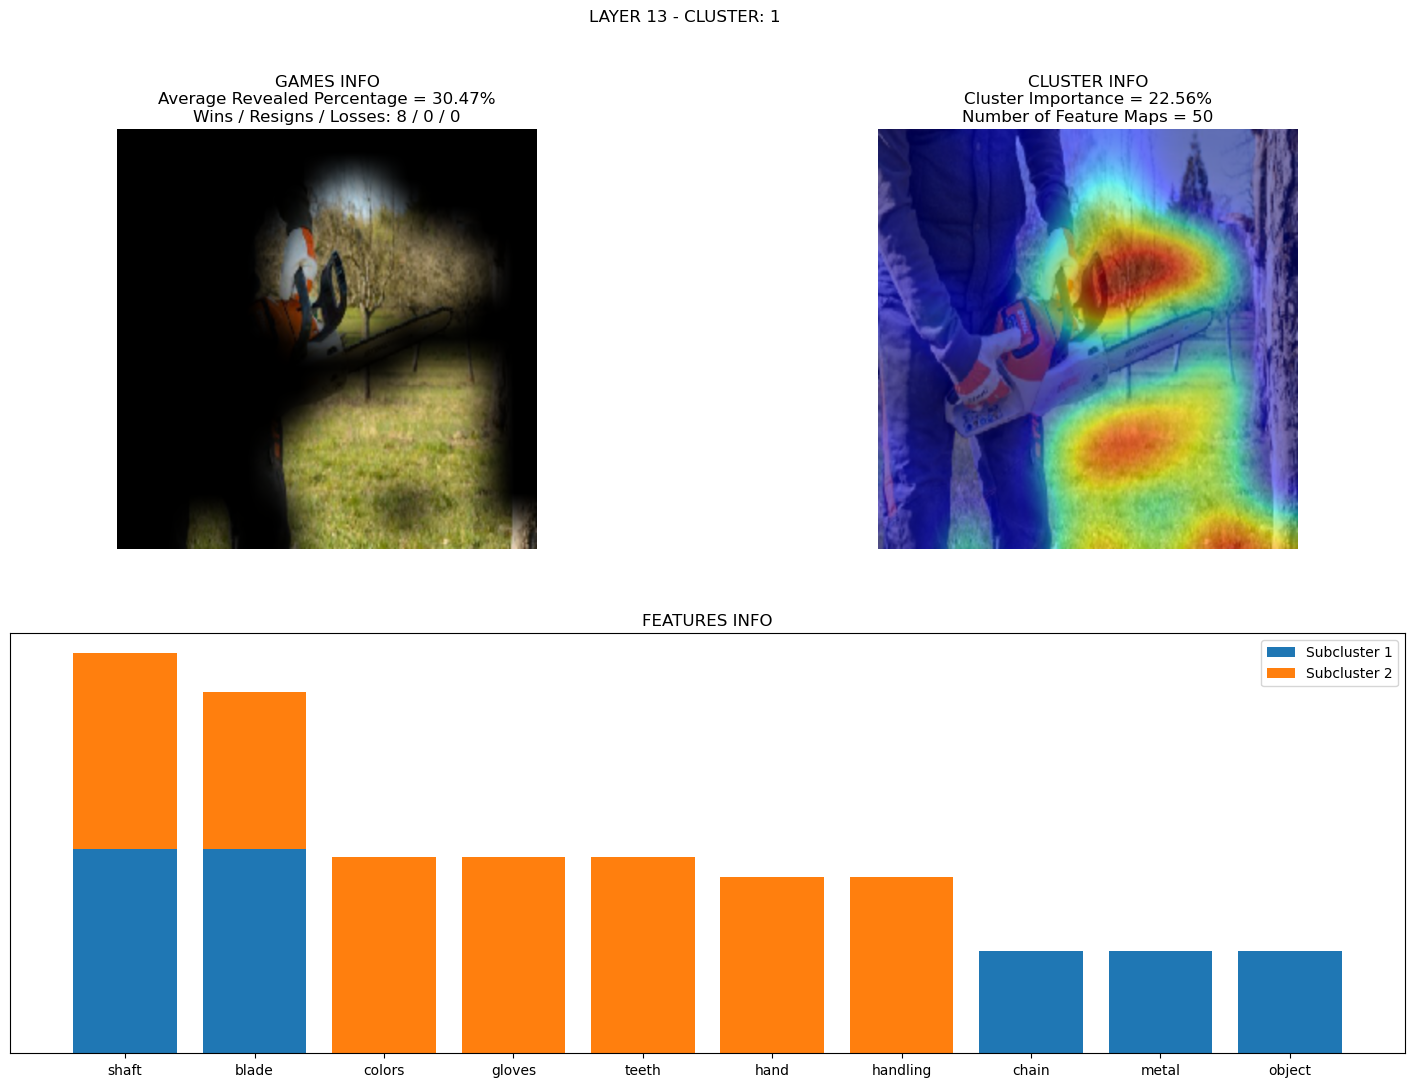 LAYER 13 - CLUSTER: 1
GAMES INFO
Average Revealed Percentage = 30.47%
Wins / Resigns / Losses: 8 / 0 / 0
CLUSTER INFO
Cluster Importance = 22.56%
Number of Feature Maps = 50
FEATURES INFO
Subcluster 1
Subcluster 2
shaft blade colors gloves teeth hand handling chain metal object